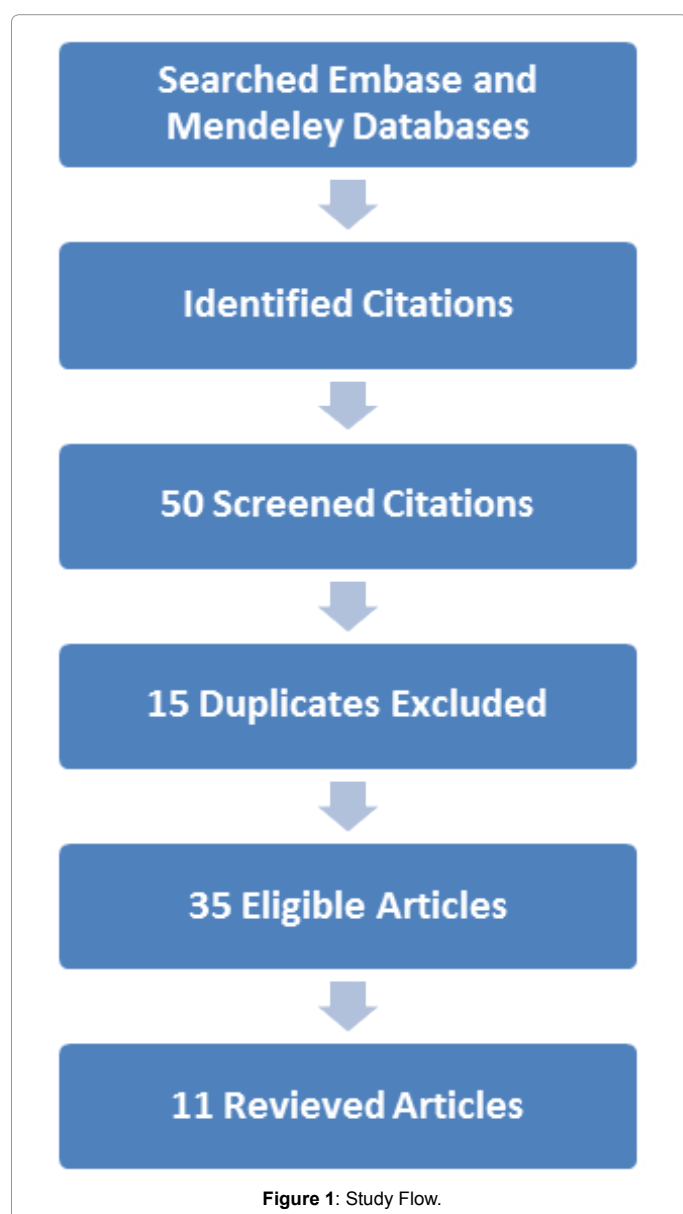 Searched Embase and
Mendeley Databases
Identified Citations
50 Screened Citations
15 Duplicates Excluded
35 Eligible Articles
11 Revieved Articles
Figure 1: Study Flow.